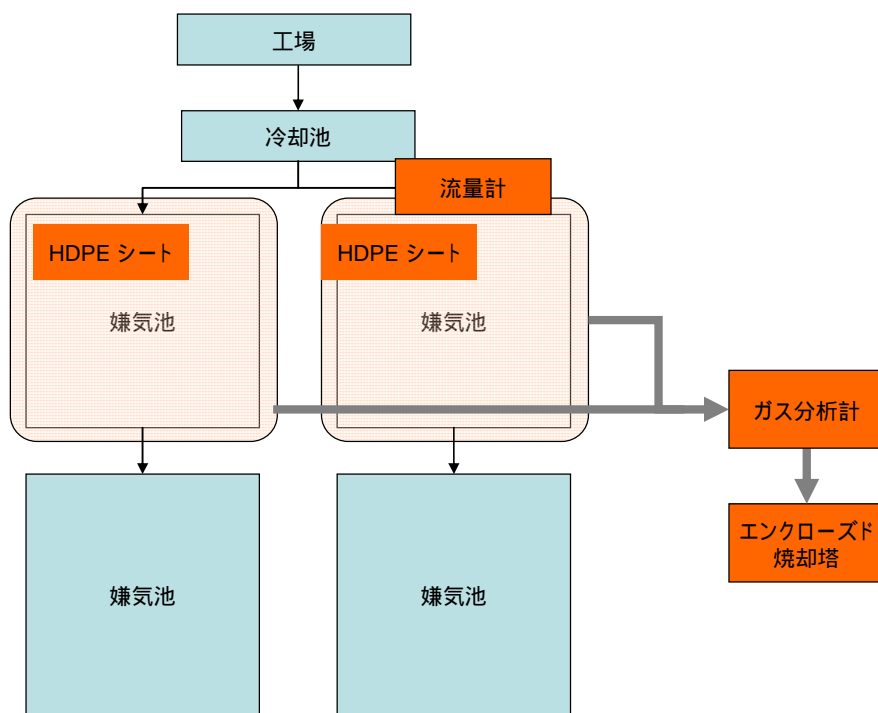 工場
冷却池
流量計
HDPE シート
HDPE シート
嫌気池
嫌気池
ガス分析計
エンクローズド
焼却塔
嫌気池
嫌気池